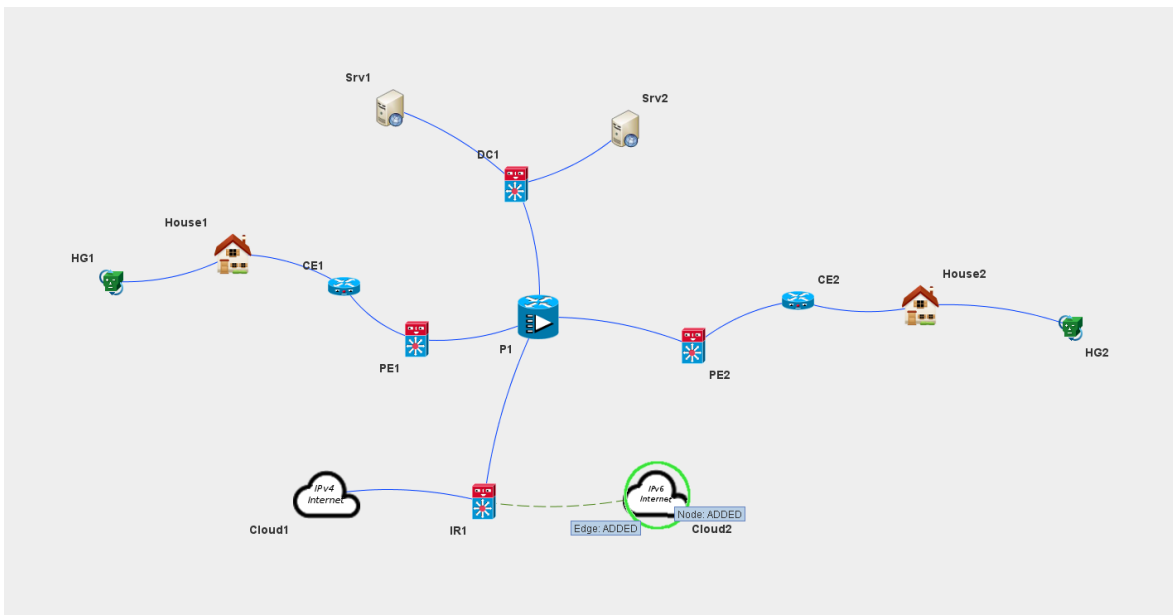 Srv1
Srv2
DC1
House1
HG1
CE1
House2
CE2
P1
PE1
PE2
HG2
IPv4
Internet
IPv6
Internet
Node: ADDED
Edge: ADDED
Cloud1
IR1
Cloud2